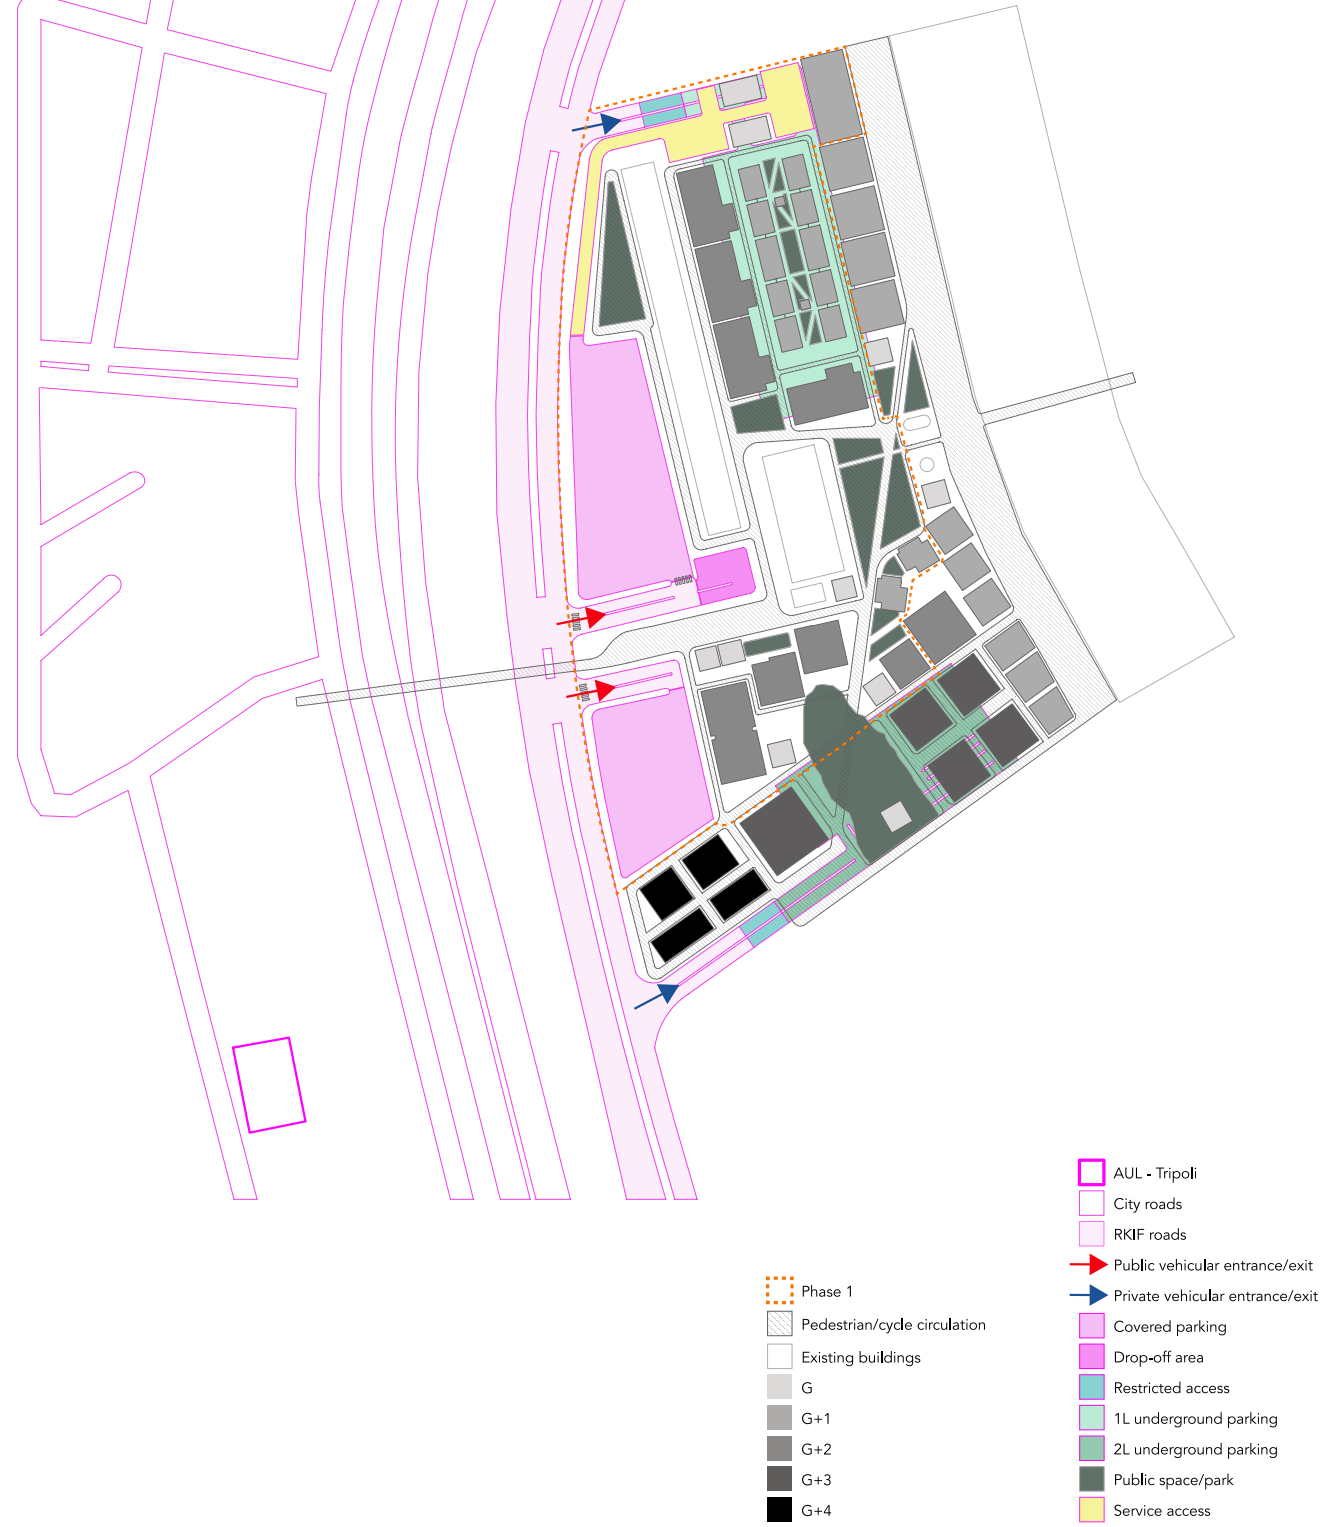 AUL - Tripoli
City roads
RKIF roads
Public vehicular entrance/exit
Private vehicular entrance/exit
Covered parking
Drop-off area
Restricted access
1L underground parking
2L underground parking
Public space/park
Service access
Phase 1
Pedestrian/cycle circulation
Existing buildings
G
G+1
G+2
G+3
G+4